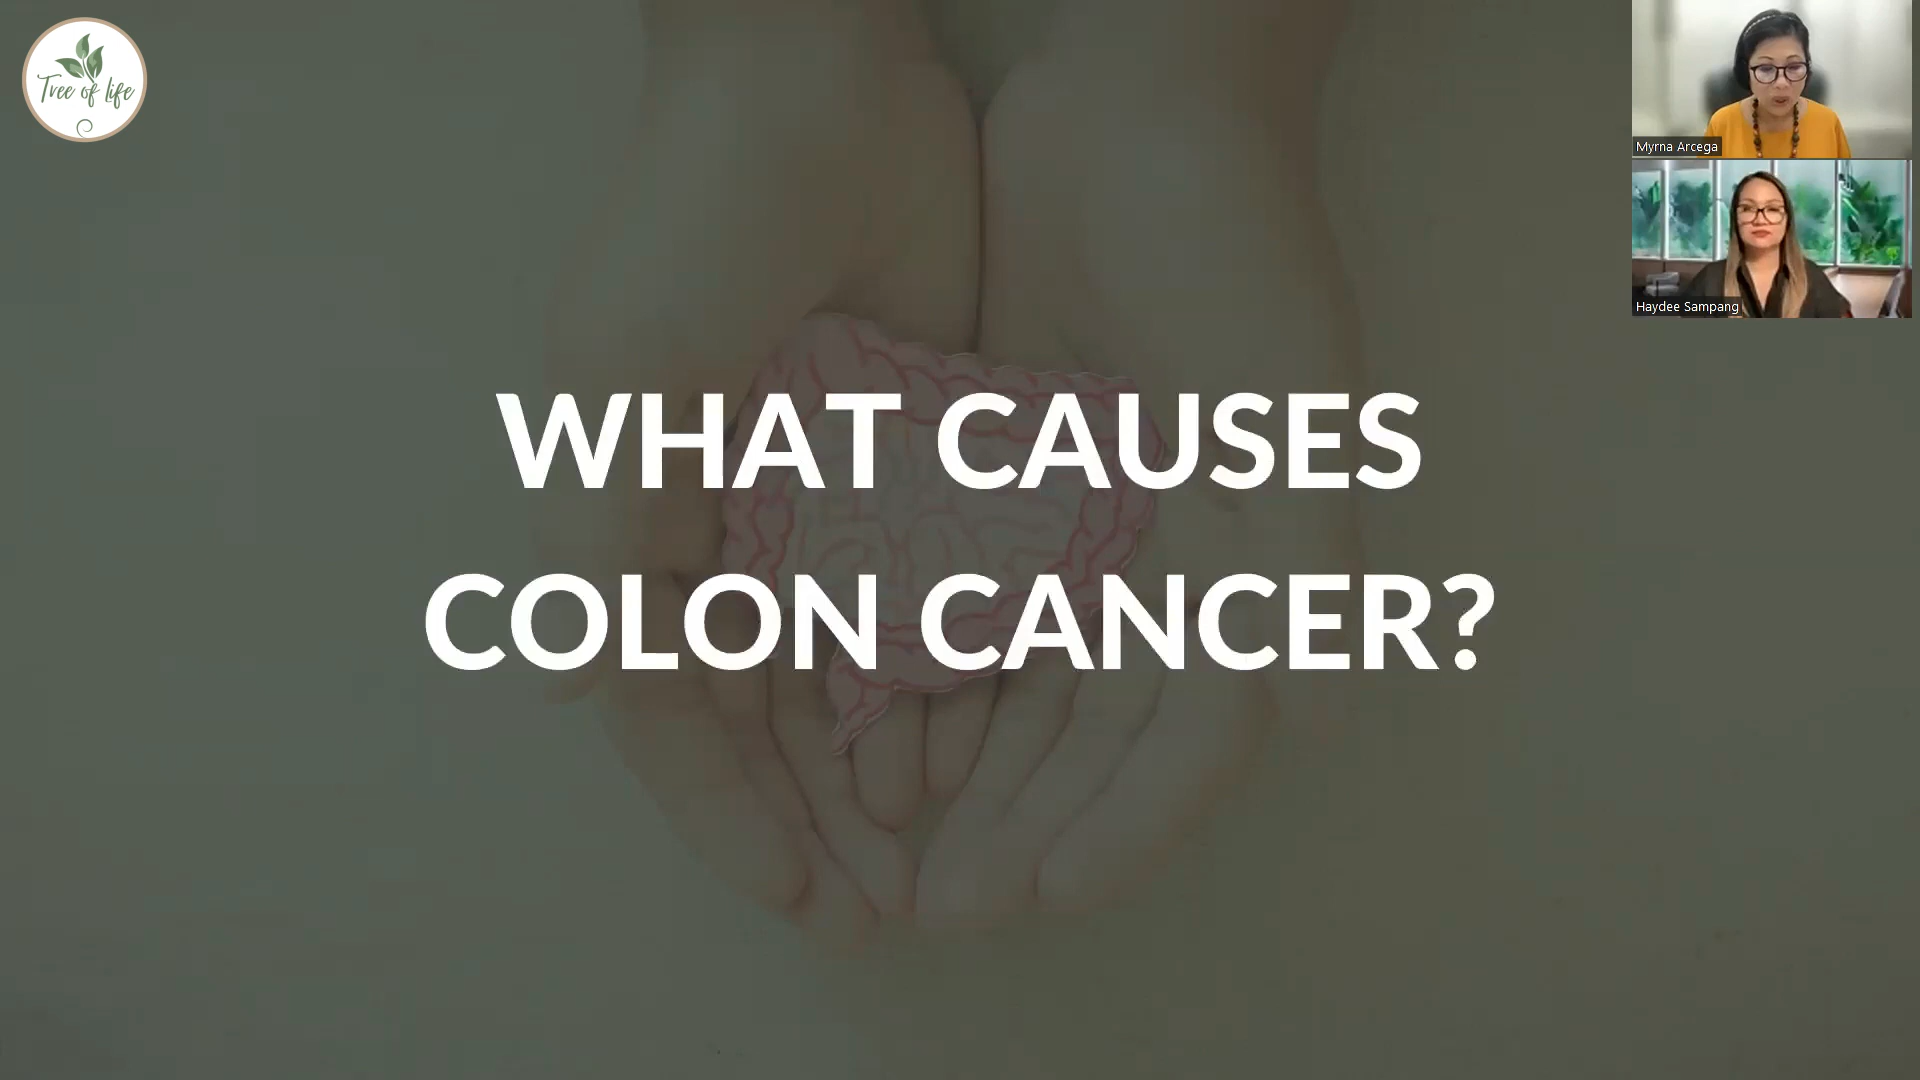 Tree of life
Myrna Arcega
Haydee Sampang
WHAT CAUSES
COLON CANCER?